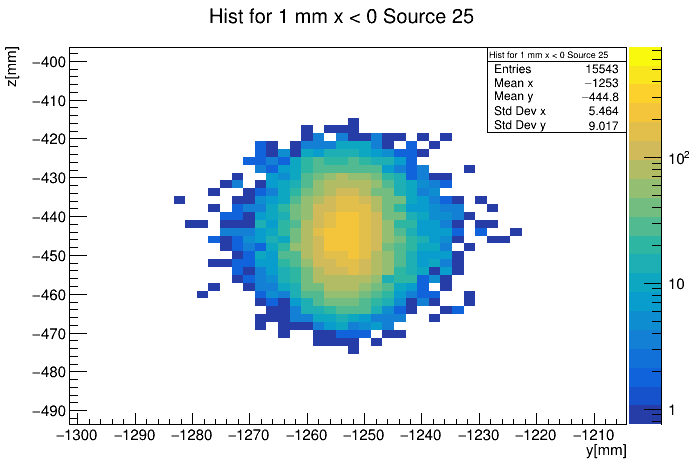 Hist for 1 mm x < 0 Source 25
z[mm]
Hist for 1 mm x < 0 Source 25
Entries 15543
Mean x −1253
Mean y −444.8
Std Dev x 5.464
Std Dev y 9.017
−400
−410
−420
−430
−440
−450
−460
−470
−480
−490
10²
10
1
−1300 −1290 −1280 −1270 −1260 −1250 −1240 −1230 −1220 −1210
y[mm]